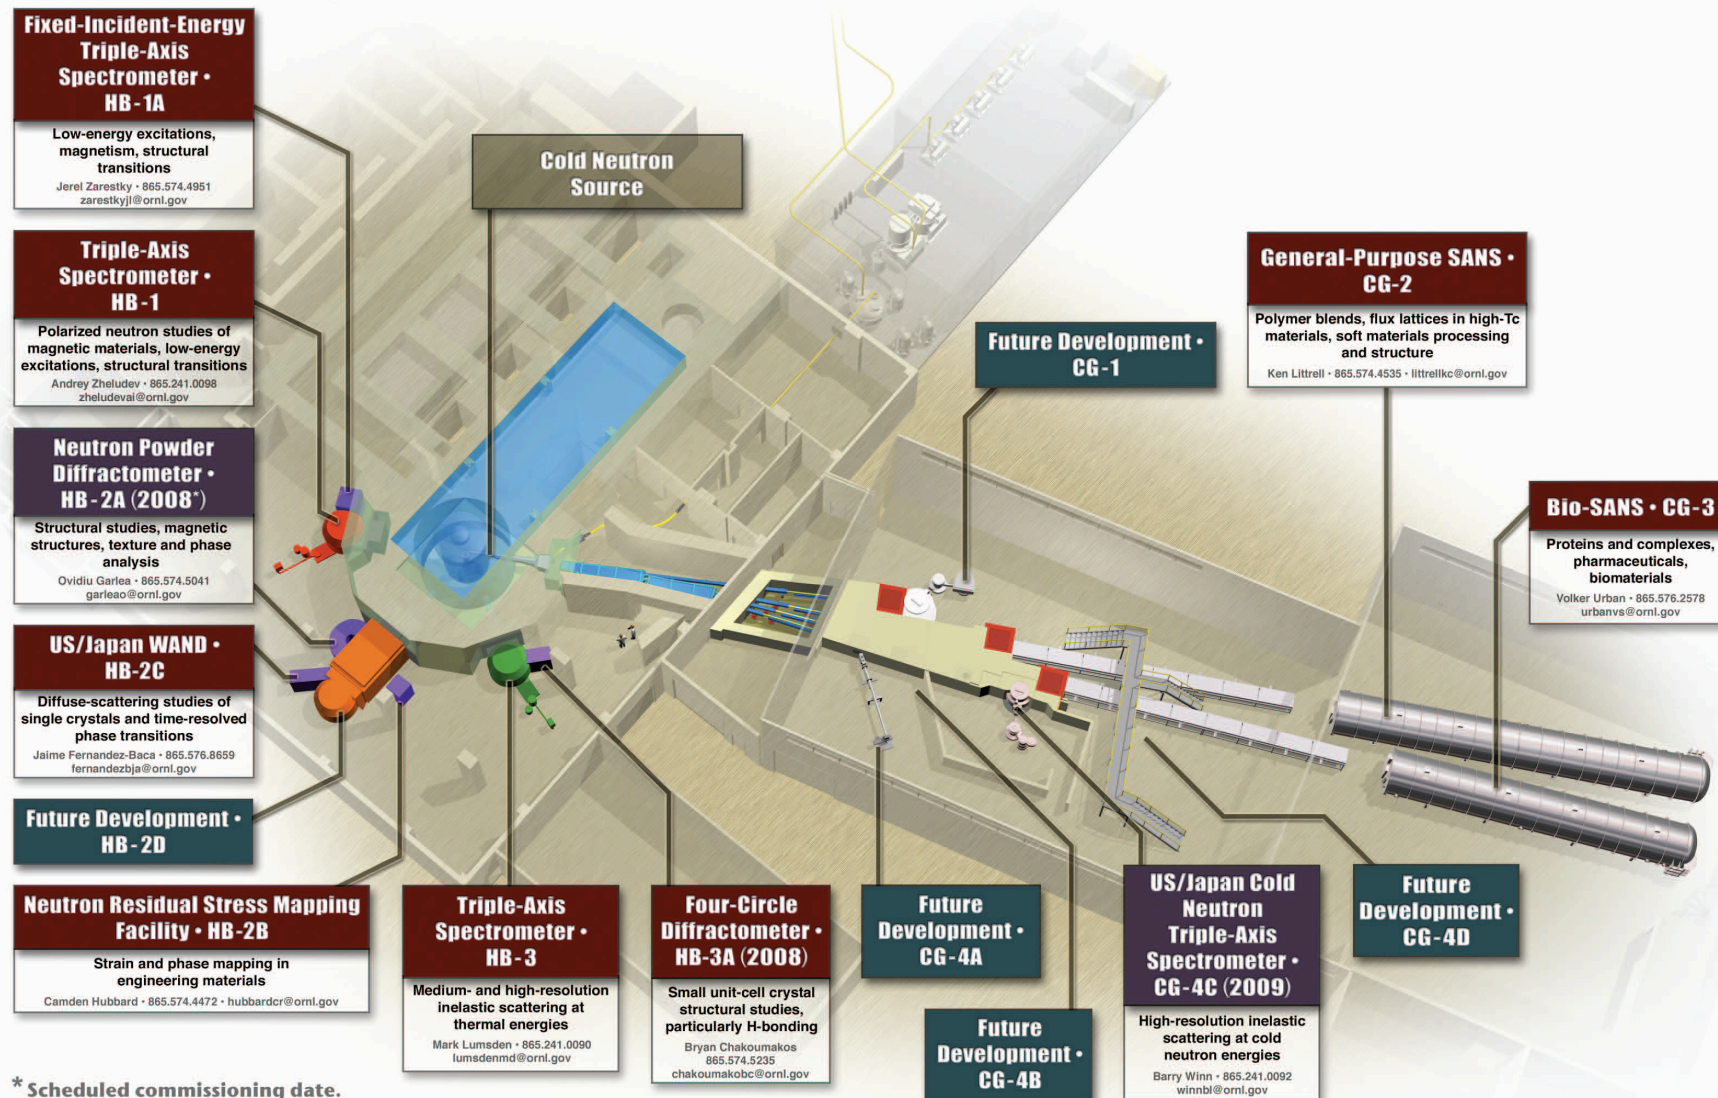 Fixed-Incident-Energy
Triple-Axis
Spectrometer •
HB-1A
Low-energy excitations,
magnetism, structural
transitions
Jerel Zarestky • 865.574.4951
zarestkyjl@ornl.gov
Cold Neutron
Source
Triple-Axis
Spectrometer •
HB-1
Polarized neutron studies of
magnetic materials, low-energy
excitations, structural transitions
Andrey Zheludev • 865.241.0098
zheludevai@ornl.gov
General-Purpose SANS •
CG-2
Polymer blends, flux lattices in high-Tc
materials, soft materials processing
and structure
Ken Littrell • 865.574.4535 • littrellkc@ornl.gov
Future Development •
CG-1
Neutron Powder
Diffractometer •
HB-2A (2008*)
Structural studies, magnetic
structures, texture and phase
analysis
Ovidiu Garlea • 865.574.5041
garleao@ornl.gov
Bio-SANS • CG-3
Proteins and complexes,
pharmaceuticals,
biomaterials
Volker Urban • 865.576.2578
urbanvs@ornl.gov
US/Japan WAND •
HB-2C
Diffuse-scattering studies of
single crystals and time-resolved
phase transitions
Jaime Fernandez-Baca • 865.576.8659
fernandezbja@ornl.gov
Future Development •
HB-2D
Neutron Residual Stress Mapping
Facility • HB-2B
Strain and phase mapping in
engineering materials
Camden Hubbard • 865.574.4472 • hubbardcr@ornl.gov
Triple-Axis
Spectrometer •
HB-3
Medium- and high-resolution
inelastic scattering at
thermal energies
Mark Lumsden • 865.241.0090
lumsdenmd@ornl.gov
Four-Circle
Diffractometer •
HB-3A (2008)
Small unit-cell crystal
structural studies,
particularly H-bonding
Bryan Chakoumakos
865.574.5235
chakoumakobc@ornl.gov
Future
Development •
CG-4A
Future
Development •
CG-4B
US/Japan Cold
Neutron
Triple-Axis
Spectrometer •
CG-4C (2009)
High-resolution inelastic
scattering at cold
neutron energies
Barry Winn • 865.241.0092
winnbl@ornl.gov
Future
Development •
CG-4D
* Scheduled commissioning date.